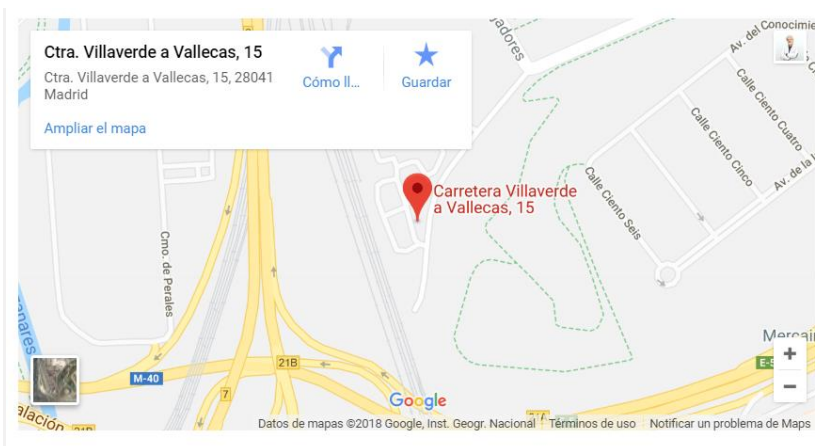 Ctra. Villaverde a Vallecas, 15
Ctra. Villaverde a Vallecas, 15, 28041
Madrid
Cómo ll...
Guardar
Ampliar el mapa
Av. del Conocimie
Calle Ciento Cuatro
Calle Ciento Cinco
Av. de la
Calle Ciento Seis
Carretera Villaverde
a Vallecas, 15
Cmo. de Perales
21B
M-40
7
Google
Datos de mapas ©2018 Google, Inst. Geogr. Nacional
Términos de uso
Notificar un problema de Maps